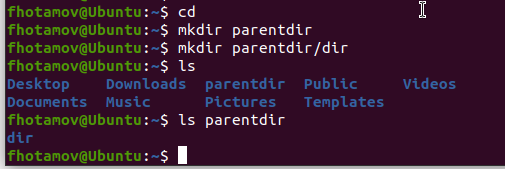 fhotamov@Ubuntu:~$ cd
fhotamov@Ubuntu:~$ mkdir parentdir
fhotamov@Ubuntu:~$ mkdir parentdir/dir
fhotamov@Ubuntu:~$ ls
Desktop    Downloads  parentdir  Public     Videos
Documents  Music      Pictures   Templates
fhotamov@Ubuntu:~$ ls parentdir
dir
fhotamov@Ubuntu:~$